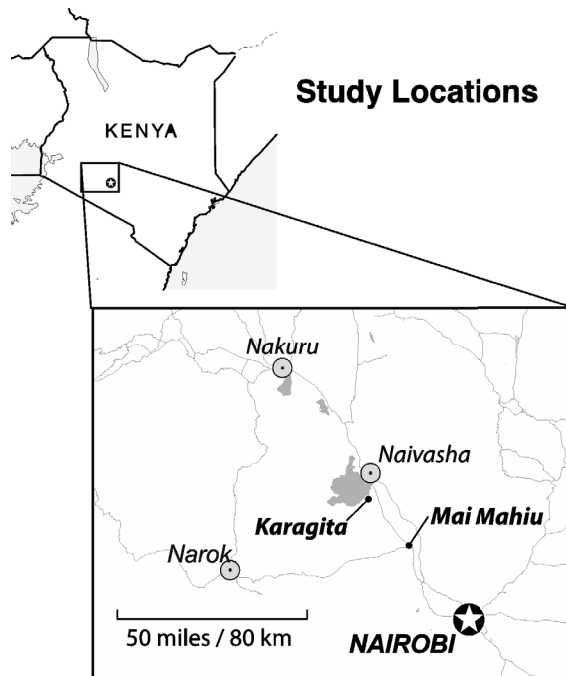 Study Locations
KENYA
Nakuru
Naivasha
Karagita
Mai Mahiu
Narok
50 miles / 80 km
NAIROBI